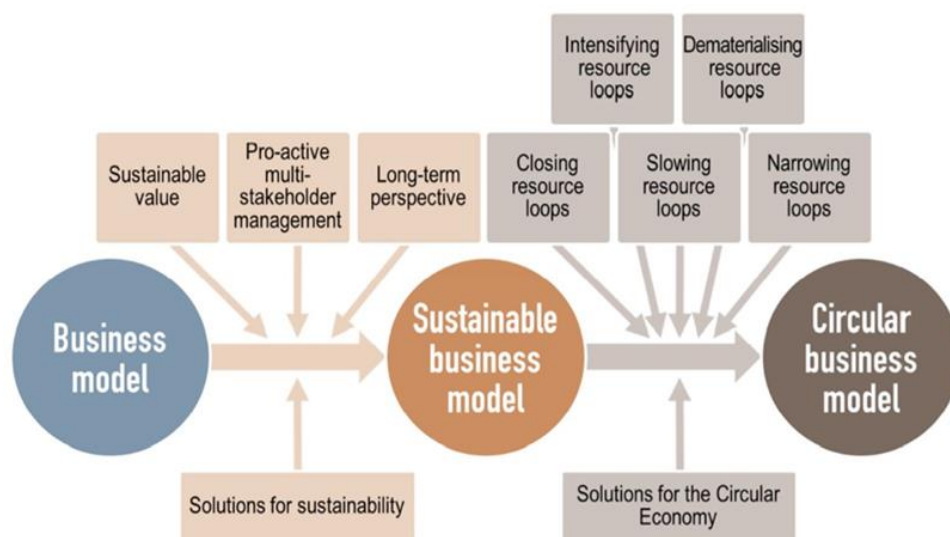 Intensifying
resource
loops
Dematerialising
resource
loops
Sustainable
value
Pro-active
multi-
stakeholder
management
Long-term
perspective
Closing
resource
loops
Slowing
resource
loops
Narrowing
resource
loops
Business
model
Sustainable
business
model
Circular
business
model
Solutions for sustainability
Solutions for the Circular
Economy